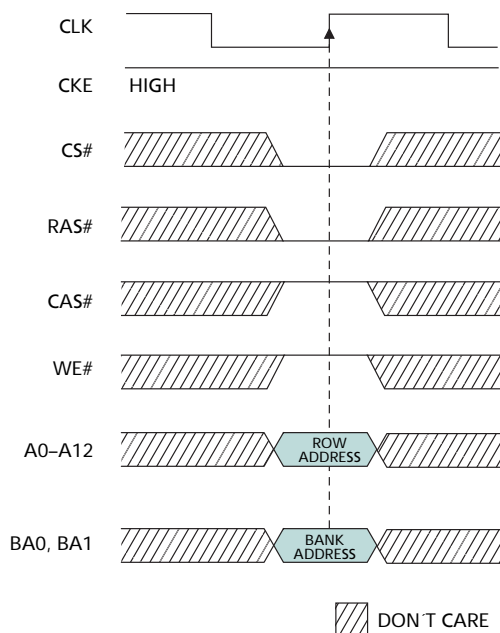 CLK
CKE HIGH
CS#
RAS#
CAS#
WE#
A0–A12 ROW ADDRESS
BA0, BA1 BANK ADDRESS
DON´T CARE